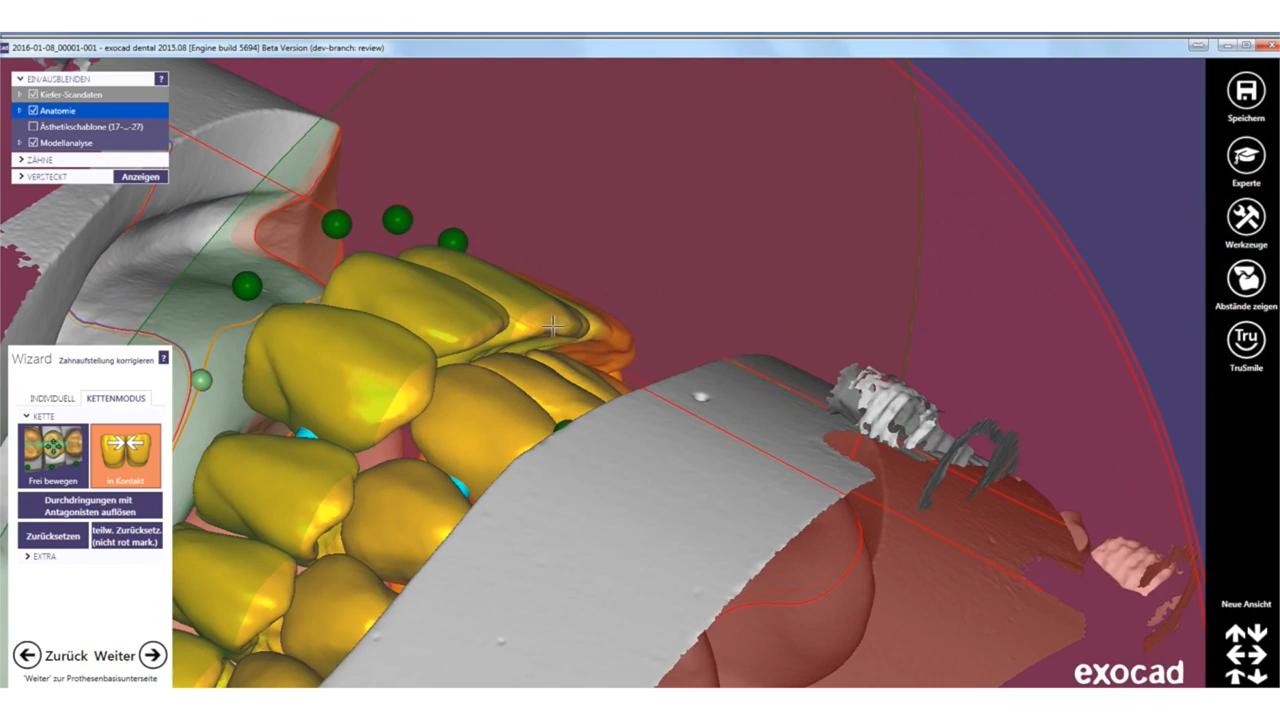 2016-01-08_00001-001 - exocad dental 2015.08 [Engine build 5694] Beta Version (dev-branch: review)
EIN/AUSBLENDEN
?
Kiefer-Scandaten
Anatomie
Ästhetikschablone (17-...-27)
Modellanalyse
ZÄHNE
VERSTECKT
Anzeigen
Wizard
Zahnaufstellung korrigieren
?
INDIVIDUELL
KETTENMODUS
KETTE
Frei bewegen
in Kontakt
Durchdringungen mit
Antagonisten auflösen
Zurücksetzen
teilw. Zurücksetz.
(nicht rot mark.)
EXTRA
Zurück
Weiter
'Weiter' zur Prothesenbasisunterseite
Speichern
Experte
Werkzeuge
Abstände zeigen
Tru
TruSmile
Neue Ansicht
exocad